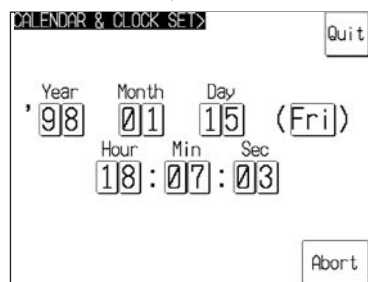 CALENDAR & CLOCK SET>
Quit
Year Month Day
'98 01 15 (Fri)
Hour Min Sec
18:07:03
Abort